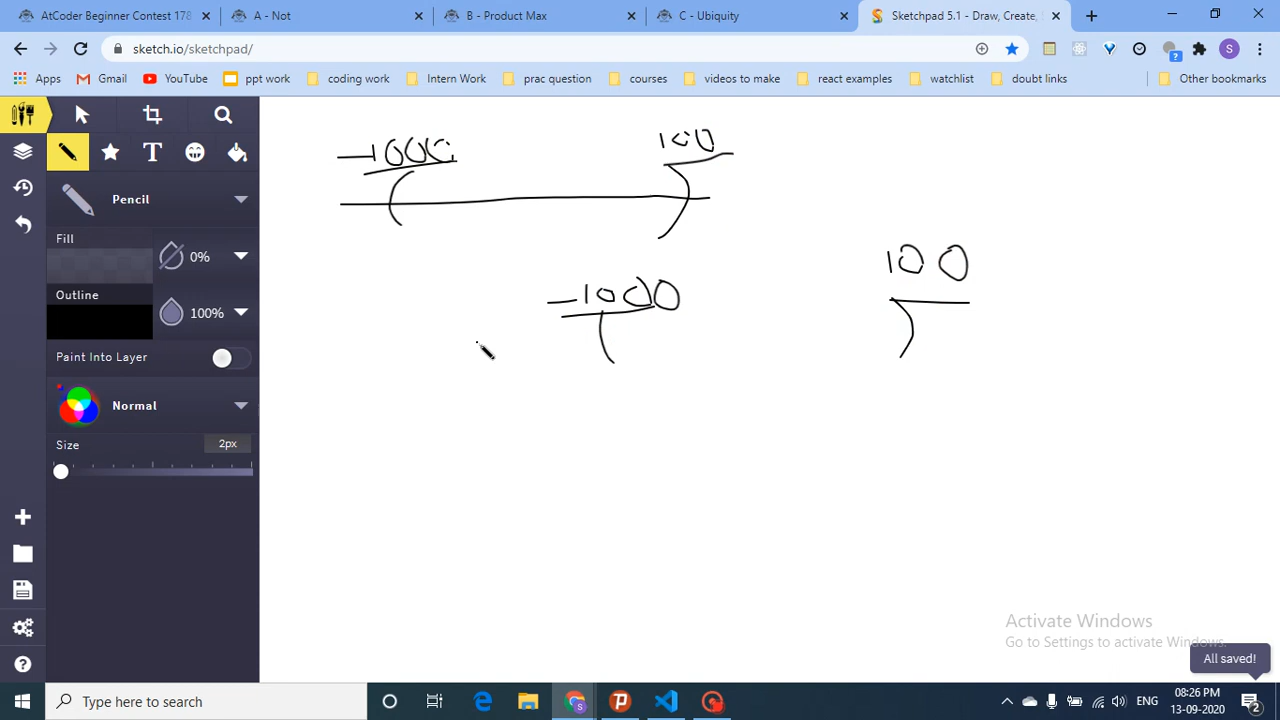 AtCoder Beginner Contest 178
A - Not
B - Product Max
C - Ubiquity
Sketchpad 5.1 - Draw, Create,
sketch.io/sketchpad/
S
Apps
Gmail
YouTube
ppt work
coding work
Intern Work
prac question
courses
videos to make
react examples
watchlist
doubt links
Other bookmarks
Pencil
Fill
0%
Outline
100%
Paint Into Layer
Normal
Size
2px
-1000
100
-1000
100
Activate Windows
Go to Settings to activate Windows.
All saved!
Type here to search
ENG
08:26 PM
13-09-2020
2